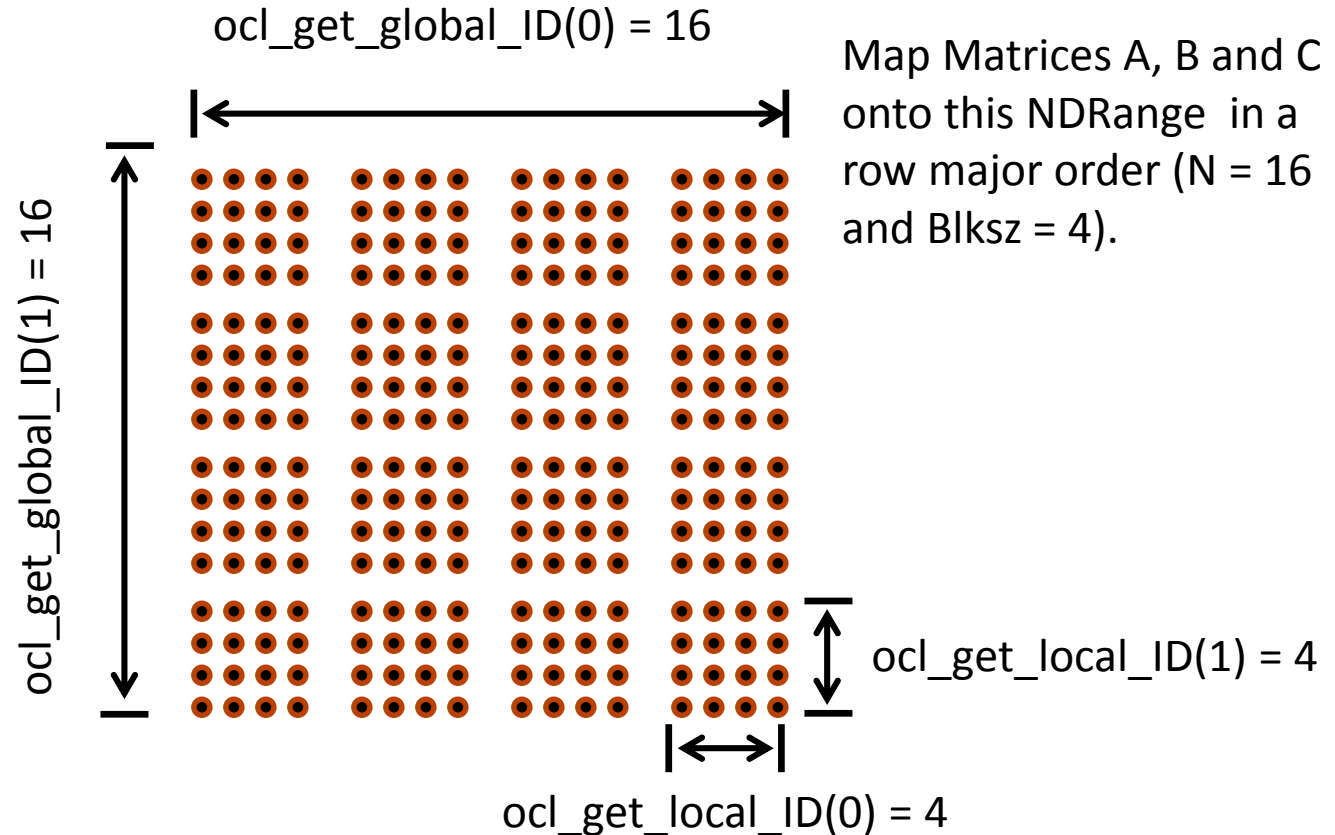 ocl_get_global_ID(0) = 16
Map Matrices A, B and C
onto this NDRange in a
row major order (N = 16
and Blksz = 4).
ocl_get_global_ID(1) = 16
ocl_get_local_ID(1) = 4
ocl_get_local_ID(0) = 4